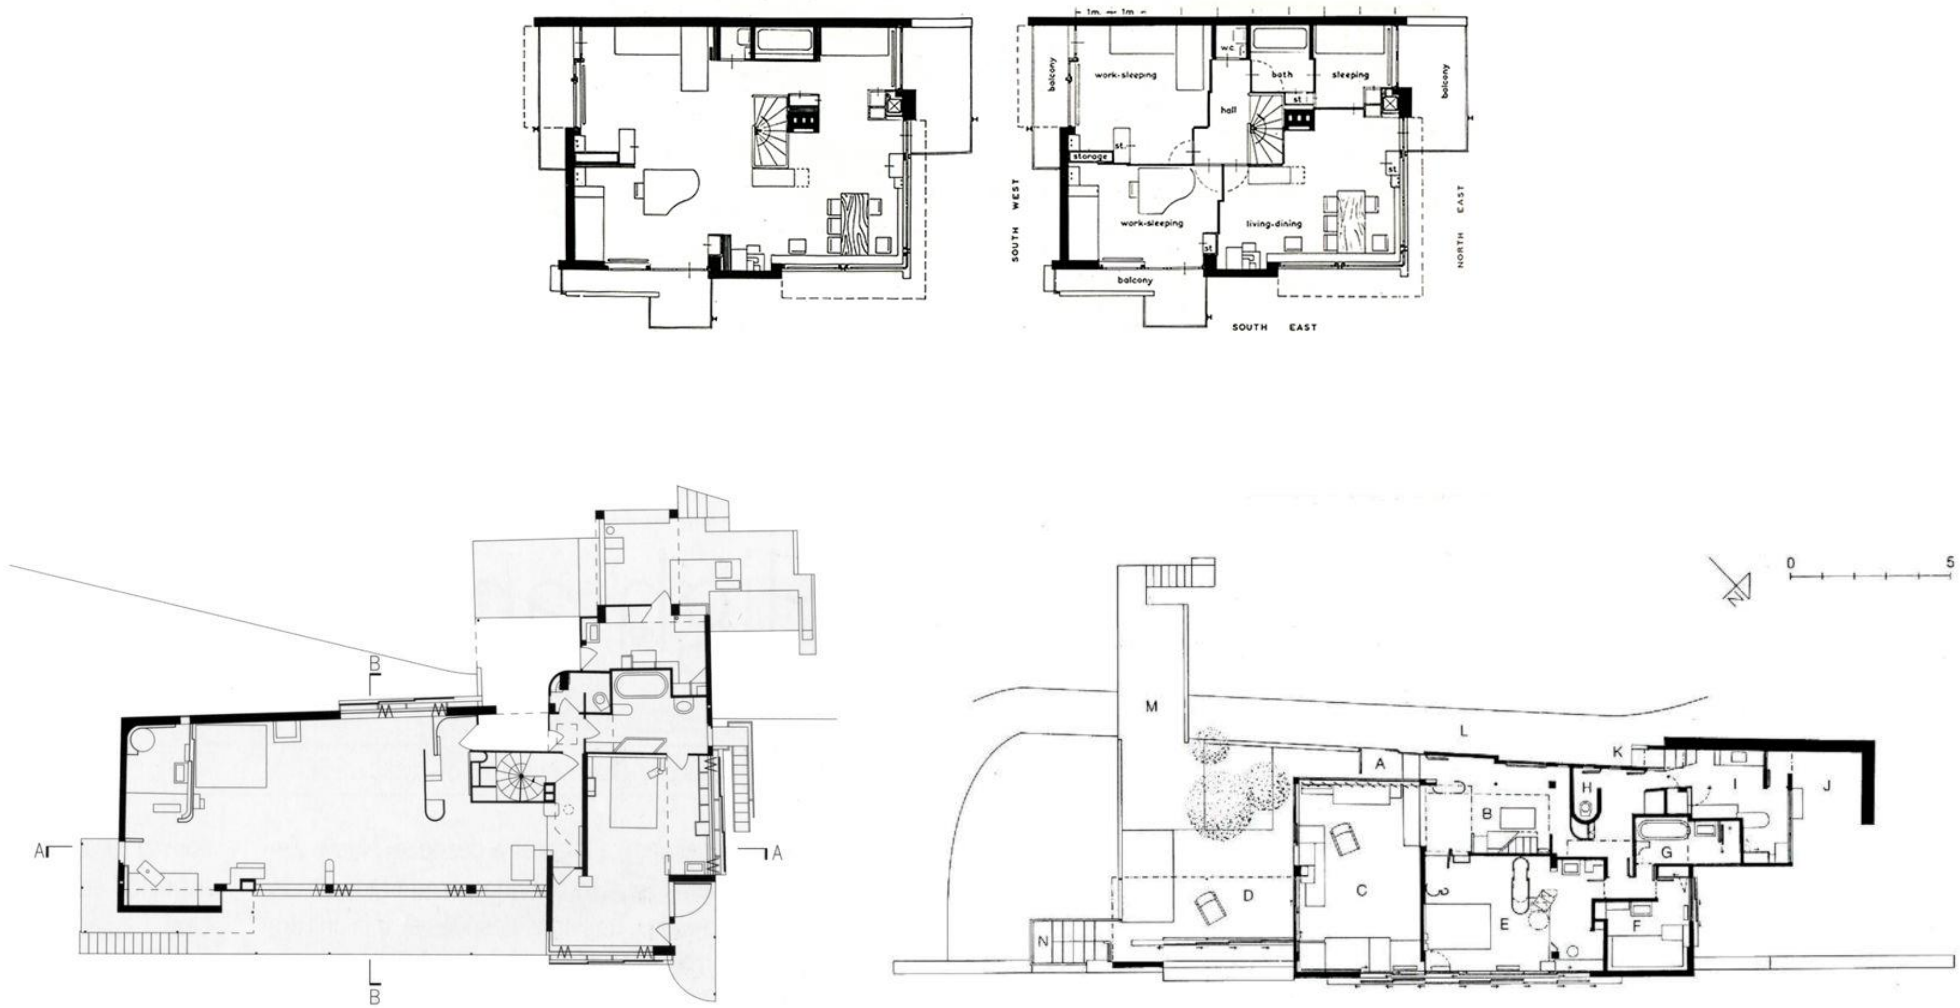 1m. 1m.
balcony
work-sleeping
w.c.
bath
sleeping
balcony
hall
st
st.
storage
st.
work-sleeping
living-dining
st
balcony
SOUTH WEST
NORTH EAST
SOUTH EAST
B
A
A
B
N
0 5
M
L
K
A
B
H
I
J
G
D
C
E
F
N